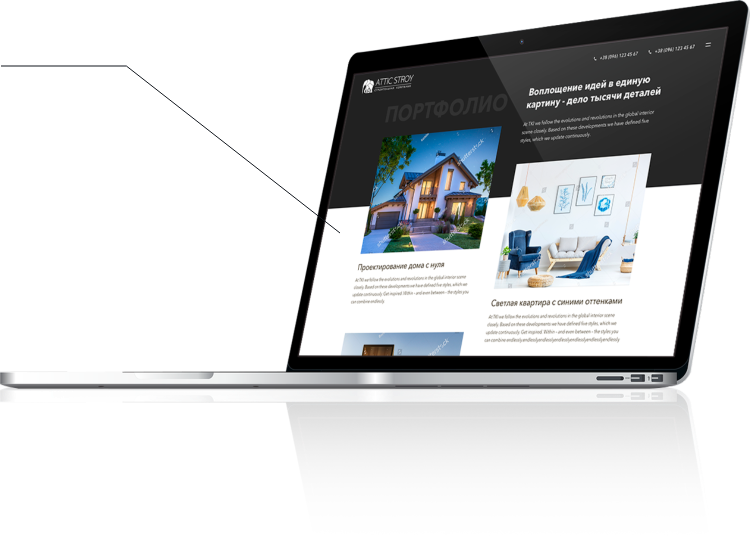 ATTIC STROY
+38 (096) 123 45 67
+38 (096) 123 45 67
ПОРТФОЛИО
Воплощение идей в единую
картину - дело тысячи деталей
At TKI we follow the evolutions and revolutions in the global interior
scene closely. Based on these developments we have defined five
styles, which we update continuously.
shutterstock
Проектирование дома с нуля
At TKI we follow the evolutions and revolutions in the global interior scene
closely. Based on these developments we have defined five styles, which we
update continuously. Get inspired. Within – and even between – the styles you
can combine endlessly.
Светлая квартира с синими оттенками
At TKI we follow the evolutions and revolutions in the global interior scene
closely. Based on these developments we have defined five styles, which we
update continuously. Get inspired. Within – and even between – the styles you